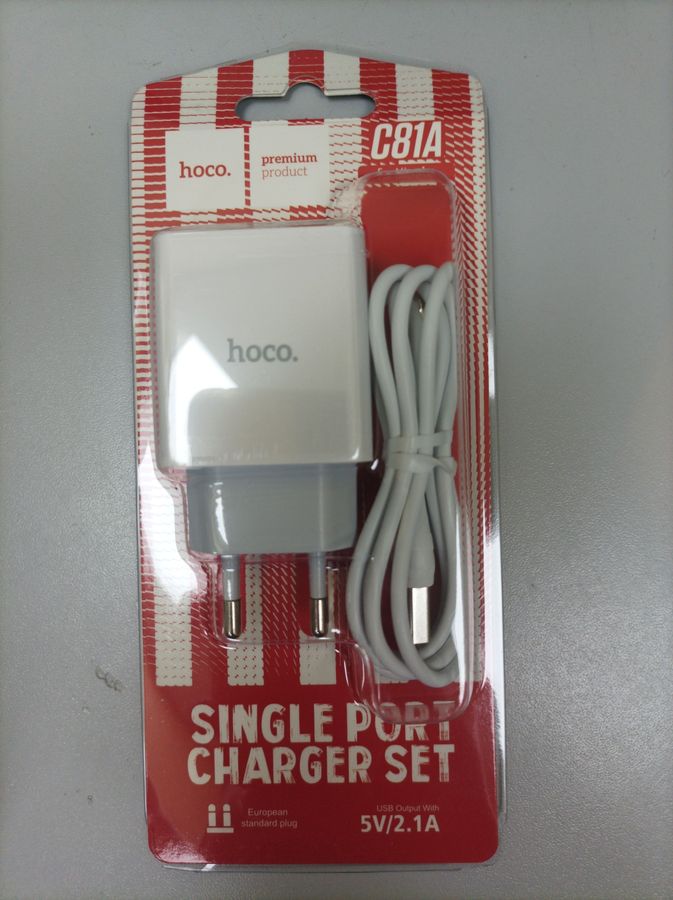 hoco.
premium
product
C81A
hoco.
SINGLE PORT
CHARGER SET
European
standard plug
USB Output With
5V/2.1A